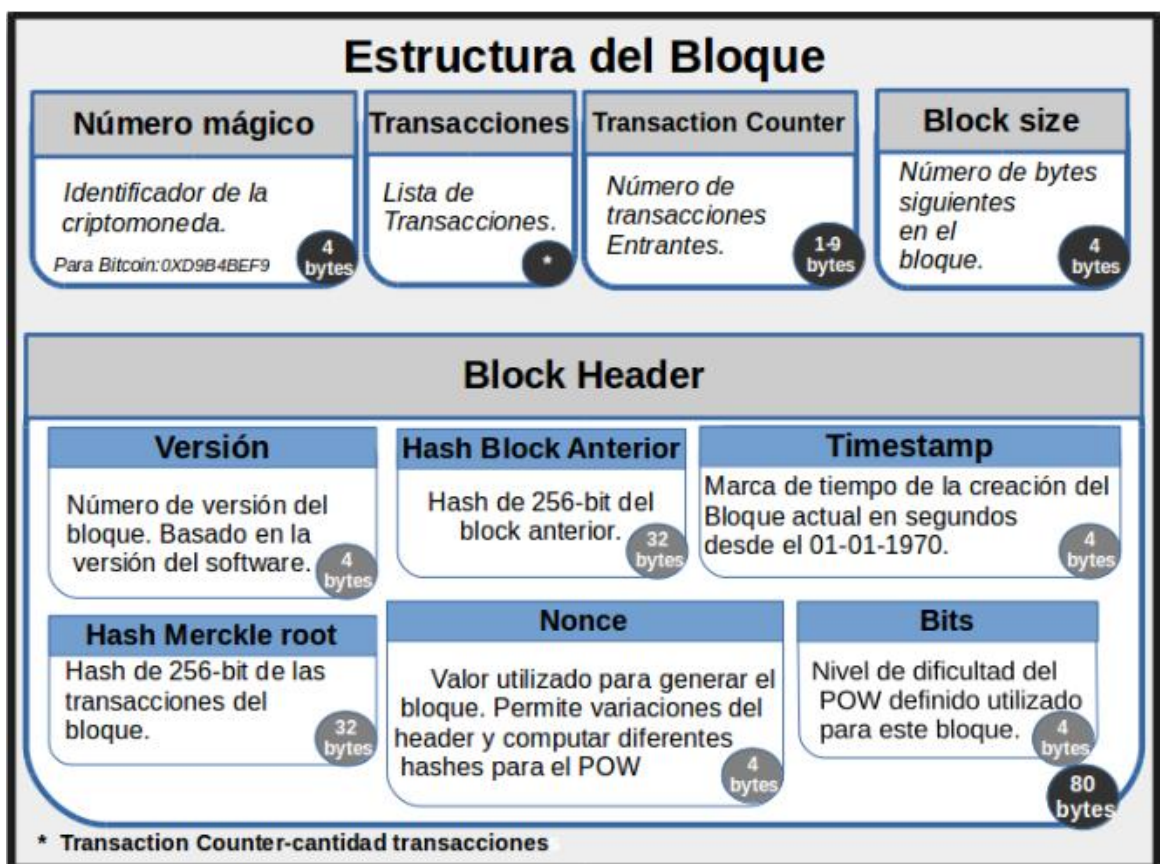 Estructura del Bloque
Número mágico
Identificador de la
criptomoneda.
Para Bitcoin:0XD9B4BEF9
4
bytes
Transacciones
Lista de
Transacciones.
*
Transaction Counter
Número de
transacciones
Entrantes.
1-9
bytes
Block size
Número de bytes
siguientes
en el
bloque.
4
bytes
Block Header
Versión
Número de versión del
bloque. Basado en la
versión del software.
4
bytes
Hash Block Anterior
Hash de 256-bit del
block anterior.
32
bytes
Timestamp
Marca de tiempo de la creación del
Bloque actual en segundos
desde el 01-01-1970.
4
bytes
Hash Merckle root
Hash de 256-bit de las
transacciones del
bloque.
32
bytes
Nonce
Valor utilizado para generar el
bloque. Permite variaciones del
header y computar diferentes
hashes para el POW
4
bytes
Bits
Nivel de dificultad del
POW definido utilizado
para este bloque.
4
bytes
80
bytes
* Transaction Counter-cantidad transacciones